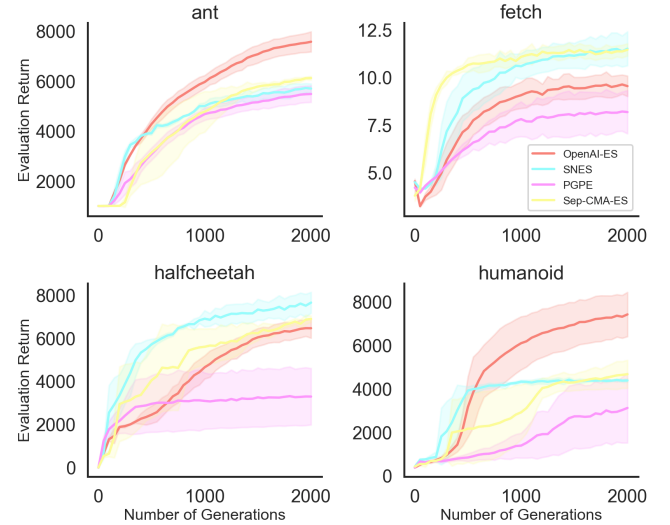 ant
fetch
Evaluation Return
8000
6000
4000
2000
0
1000
2000
12.5
10.0
7.5
5.0
0
1000
2000
OpenAI-ES
SNES
PGPE
Sep-CMA-ES
halfcheetah
humanoid
Evaluation Return
8000
6000
4000
2000
0
0
1000
2000
Number of Generations
8000
6000
4000
2000
0
0
1000
2000
Number of Generations